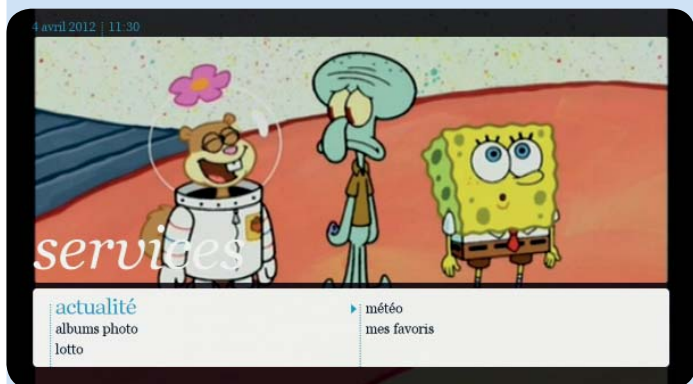 4 avril 2012 | 11:30
services
actualité
albums photo
lotto
météo
mes favoris